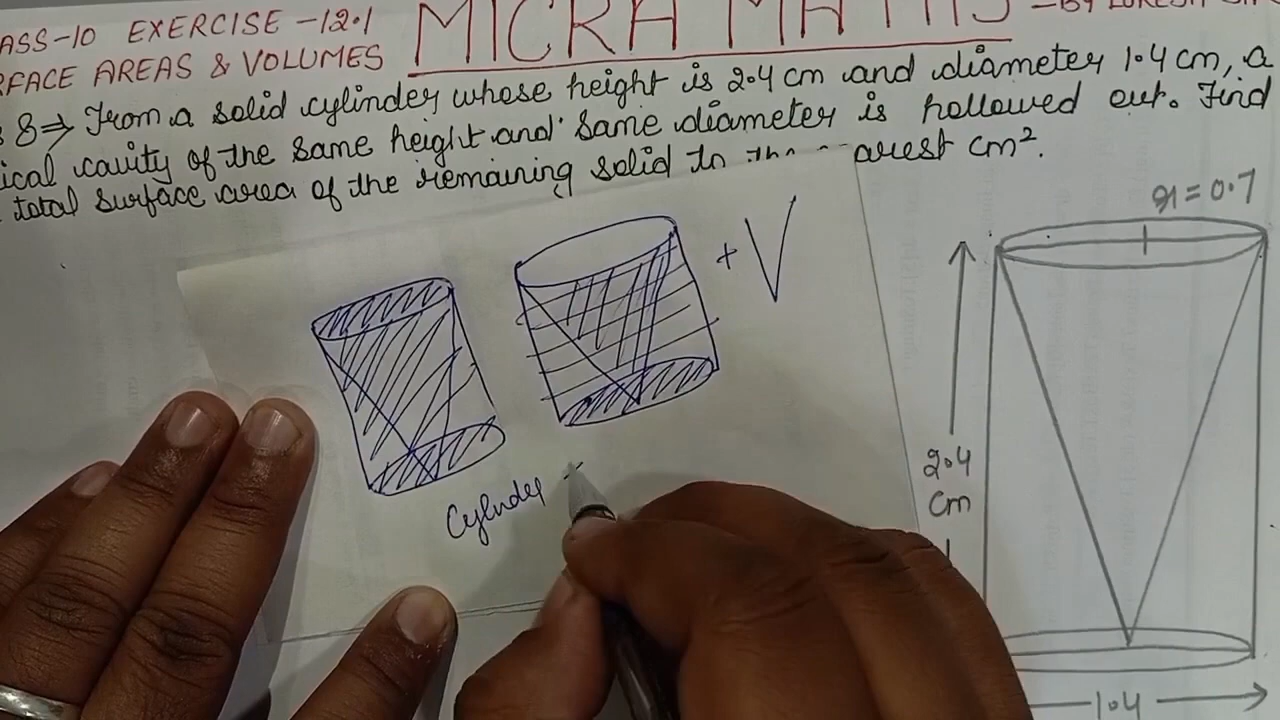 ASS-10 EXERCISE -12.1
MICRA MATHS
RFACE AREAS & VOLUMES
8⇒ From a solid cylinder, whose height is 2.4 cm and diameter 1.4 cm, a
ical cavity of the same height and same diameter is hollowed out. Find
total surface area of the remaining solid to the arest cm².
r = 0.7
+
2.4
cm
Cylinder +
1.4